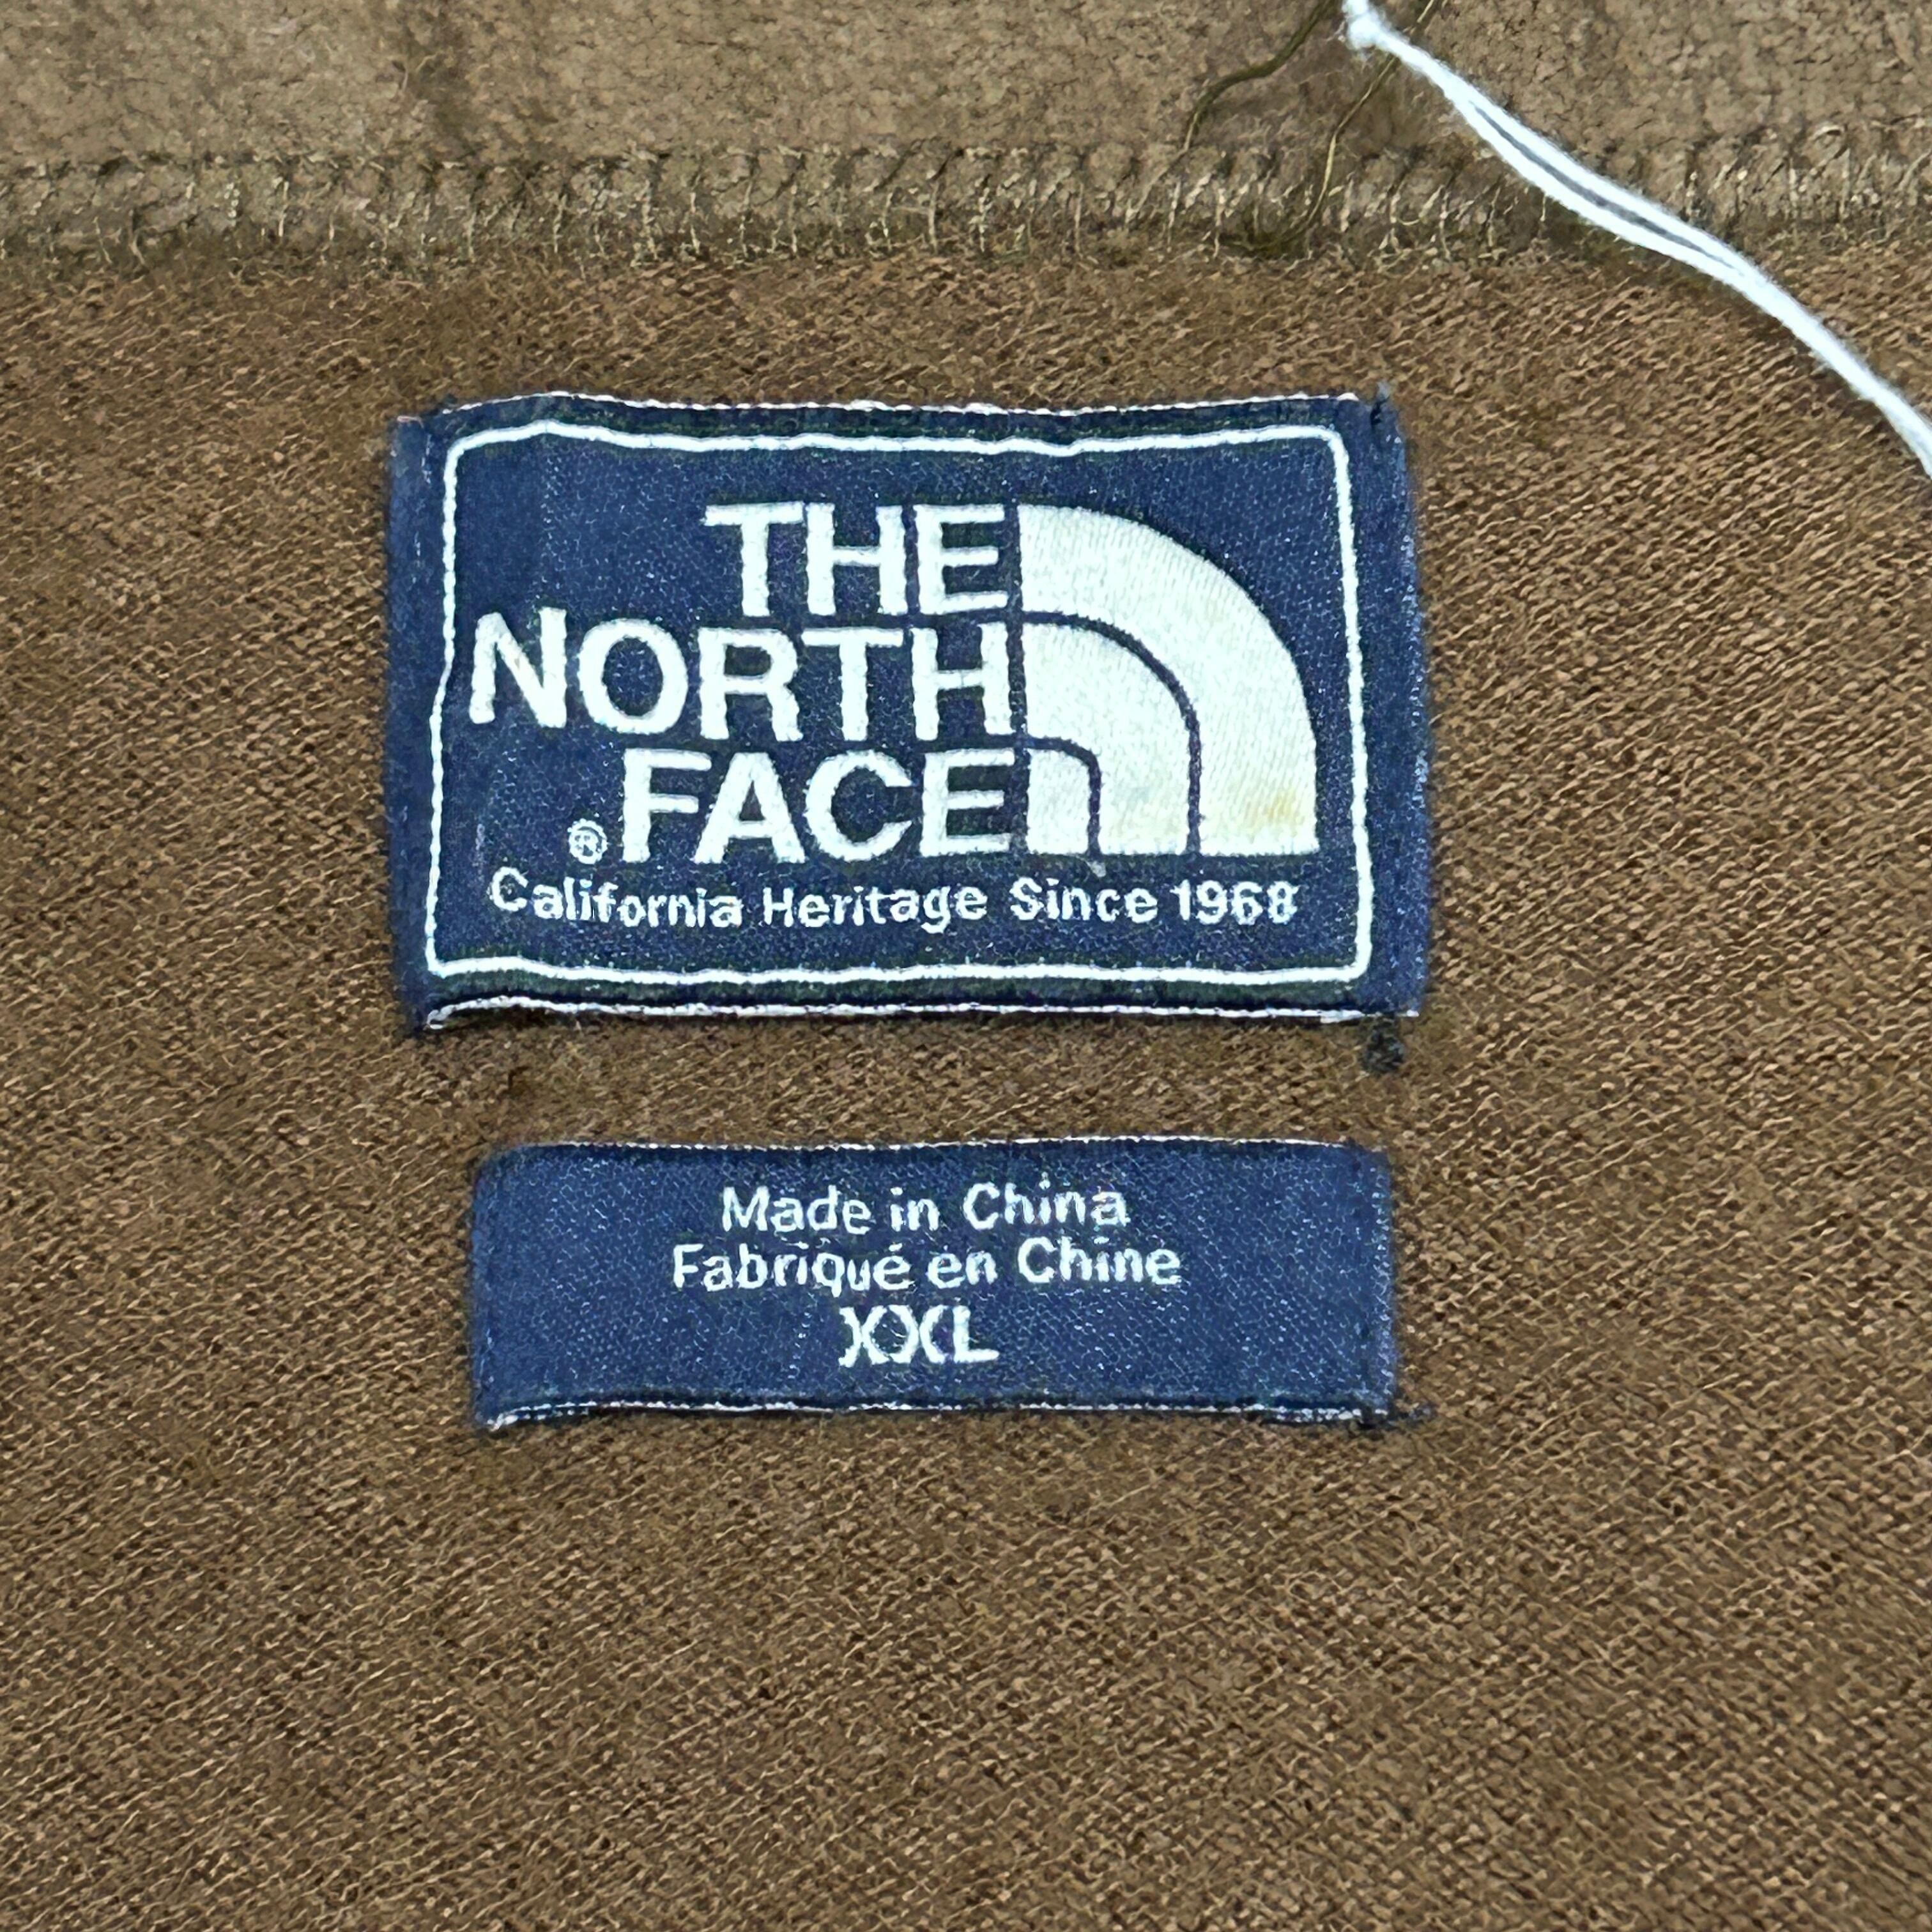 THE
NORTH
FACE
®
California Heritage Since 1968
Made in China
Fabriqué en Chine
XXL